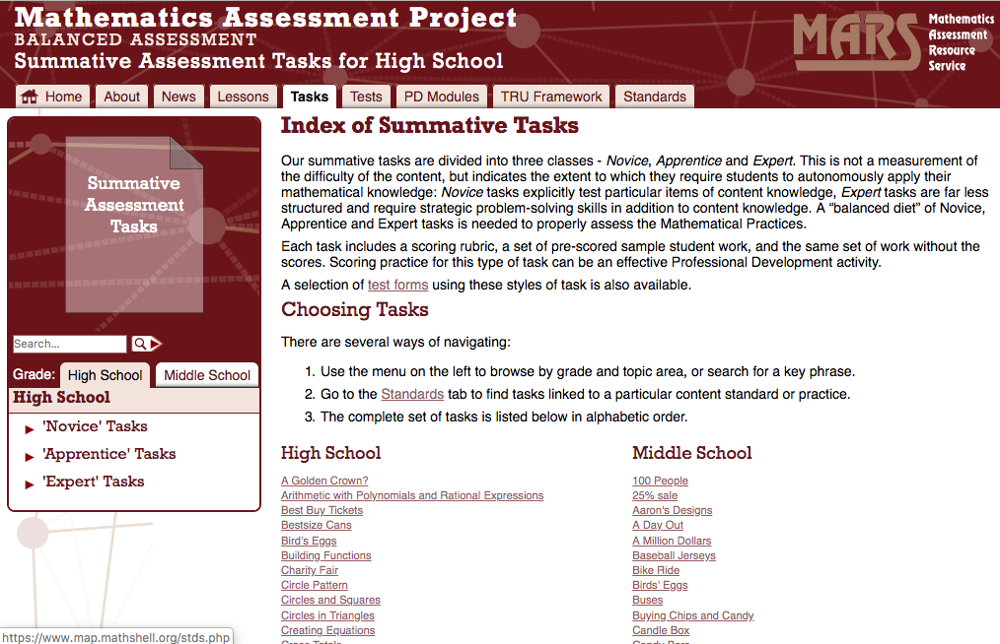 Mathematics Assessment Project
BALANCED ASSESSMENT
Summative Assessment Tasks for High School
MARS
Mathematics
Assessment
Resource
Service
Home
About
News
Lessons
Tasks
Tests
PD Modules
TRU Framework
Standards
Summative
Assessment
Tasks
Search...
Grade: High School Middle School
High School
'Novice' Tasks
'Apprentice' Tasks
'Expert' Tasks
Index of Summative Tasks
Our summative tasks are divided into three classes - Novice, Apprentice and Expert. This is not a measurement of
the difficulty of the content, but indicates the extent to which they require students to autonomously apply their
mathematical knowledge: Novice tasks explicitly test particular items of content knowledge, Expert tasks are far less
structured and require strategic problem-solving skills in addition to content knowledge. A “balanced diet” of Novice,
Apprentice and Expert tasks is needed to properly assess the Mathematical Practices.
Each task includes a scoring rubric, a set of pre-scored sample student work, and the same set of work without the
scores. Scoring practice for this type of task can be an effective Professional Development activity.
A selection of test forms using these styles of task is also available.
Choosing Tasks
There are several ways of navigating:
1. Use the menu on the left to browse by grade and topic area, or search for a key phrase.
2. Go to the Standards tab to find tasks linked to a particular content standard or practice.
3. The complete set of tasks is listed below in alphabetic order.
High School
A Golden Crown?
Arithmetic with Polynomials and Rational Expressions
Best Buy Tickets
Bestsize Cans
Bird's Eggs
Building Functions
Charity Fair
Circle Pattern
Circles and Squares
Circles in Triangles
Creating Equations
Middle School
100 People
25% sale
Aaron's Designs
A Day Out
A Million Dollars
Baseball Jerseys
Bike Ride
Birds' Eggs
Buses
Buying Chips and Candy
Candle Box
https://www.map.mathshell.org/stds.php